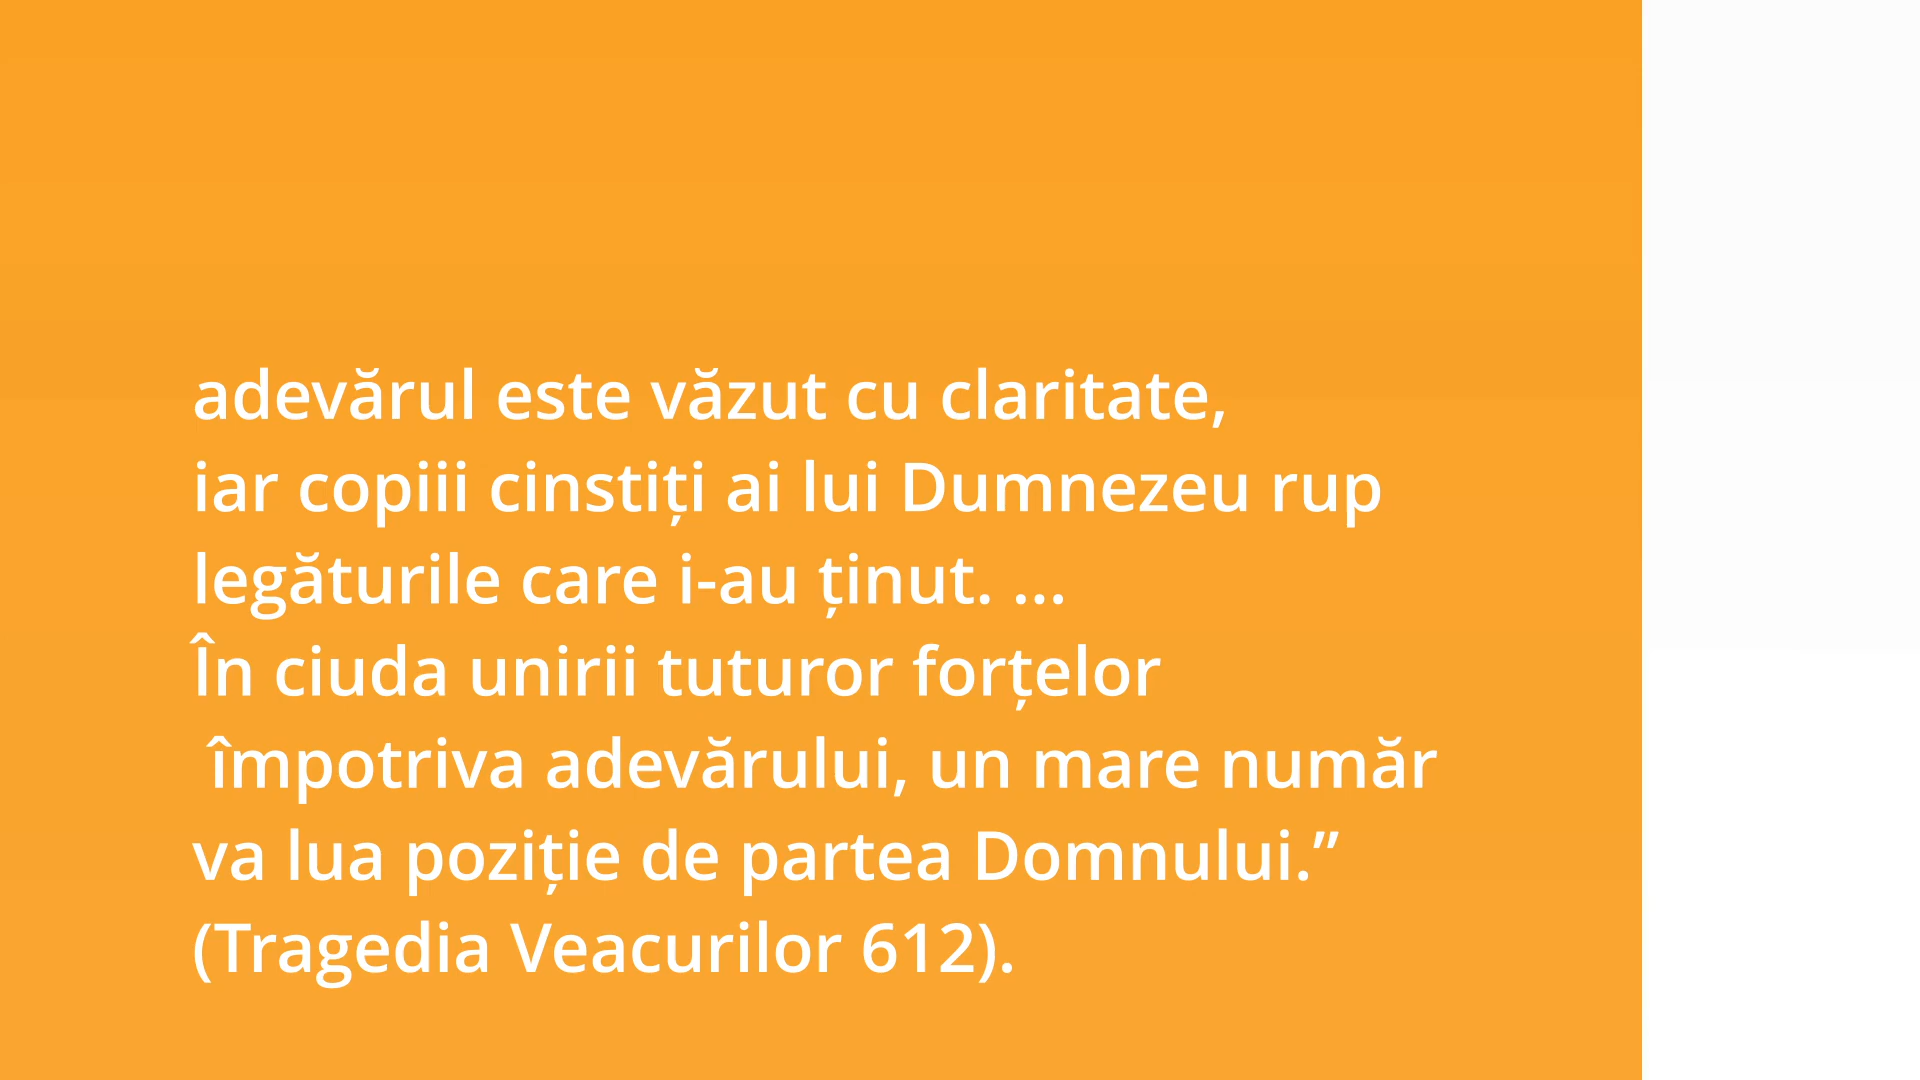 adevărul este văzut cu claritate,
iar copiii cinstiți ai lui Dumnezeu rup
legăturile care i-au ținut. ...
În ciuda unirii tuturor forțelor
împotriva adevărului, un mare număr
va lua poziție de partea Domnului.”
(Tragedia Veacurilor 612).